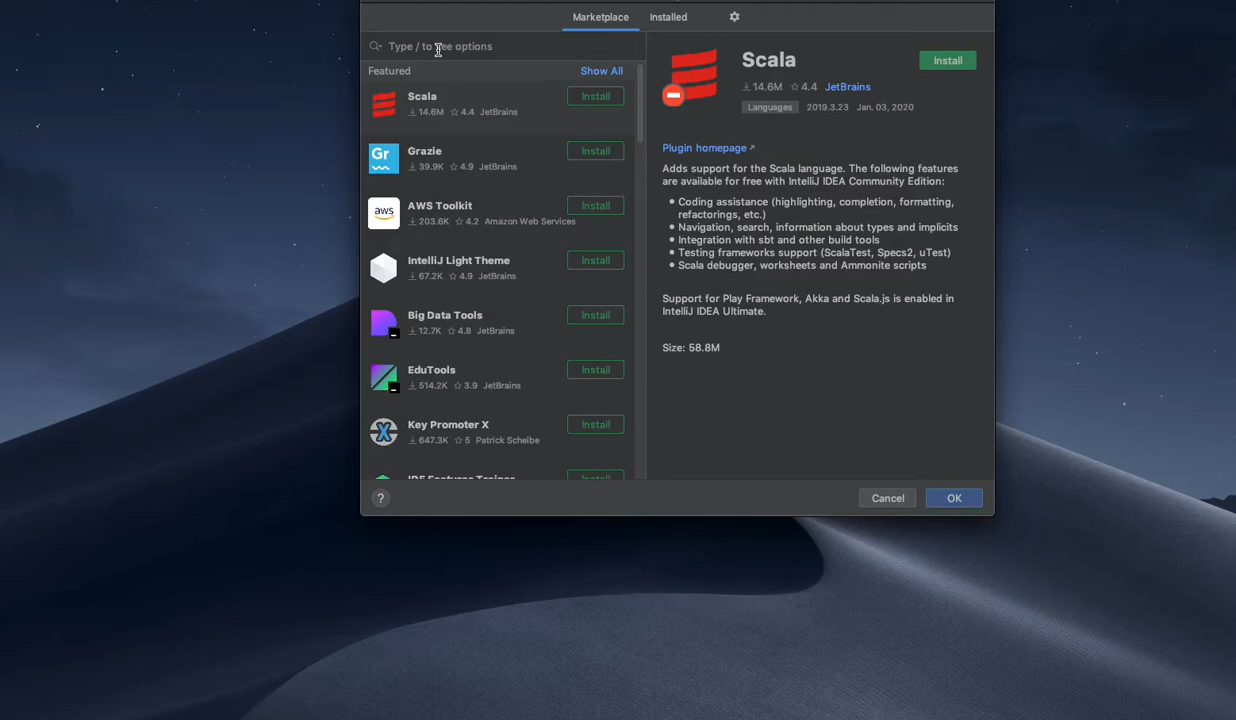 Marketplace Installed
Type / to see options
Featured Show All
Scala Install
14.6M 4.4 JetBrains
Gr
Grazie Install
39.9K 4.9 JetBrains
aws
AWS Toolkit Install
203.6K 4.2 Amazon Web Services
IntelliJ Light Theme Install
67.2K 4.9 JetBrains
Big Data Tools Install
12.7K 4.8 JetBrains
EduTools Install
514.2K 3.9 JetBrains
Key Promoter X Install
647.3K 5 Patrick Scheibe
IDE Features Trainer Install
Scala Install
14.6M 4.4 JetBrains
Languages 2019.3.23 Jan. 03, 2020
Plugin homepage
Adds support for the Scala language. The following features
are available for free with IntelliJ IDEA Community Edition:
• Coding assistance (highlighting, completion, formatting,
refactorings, etc.)
• Navigation, search, information about types and implicits
• Integration with sbt and other build tools
• Testing frameworks support (ScalaTest, Specs2, uTest)
• Scala debugger, worksheets and Ammonite scripts
Support for Play Framework, Akka and Scala.js is enabled in
IntelliJ IDEA Ultimate.
Size: 58.8M
? Cancel OK